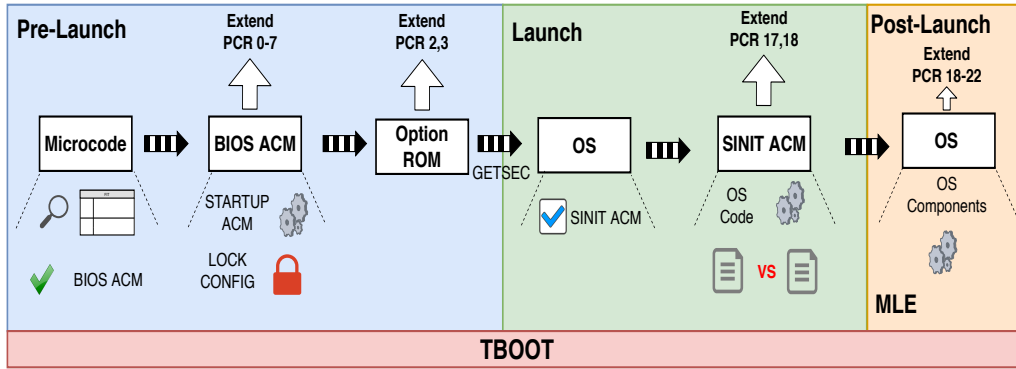 Pre-Launch
Extend
PCR 0-7
Extend
PCR 2,3
Launch
Extend
PCR 17,18
Post-Launch
Extend
PCR 18-22
Microcode
BIOS ACM
Option
ROM
GETSEC
OS
SINIT ACM
OS
FIT
BIOS ACM
STARTUP
ACM
LOCK
CONFIG
SINIT ACM
OS
Code
VS
OS
Components
MLE
TBOOT